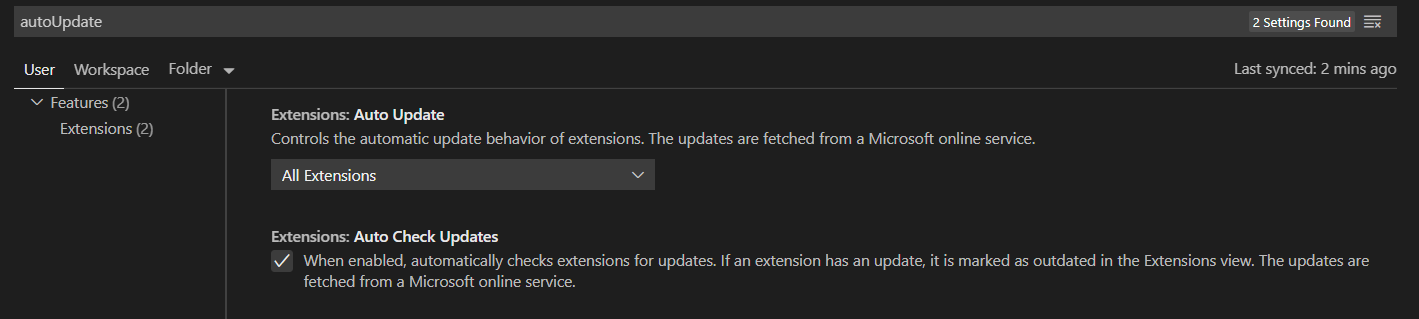 autoUpdate
2 Settings Found
User Workspace Folder
Last synced: 2 mins ago
Features (2)
Extensions (2)
Extensions: Auto Update
Controls the automatic update behavior of extensions. The updates are fetched from a Microsoft online service.
All Extensions
Extensions: Auto Check Updates
When enabled, automatically checks extensions for updates. If an extension has an update, it is marked as outdated in the Extensions view. The updates are
fetched from a Microsoft online service.